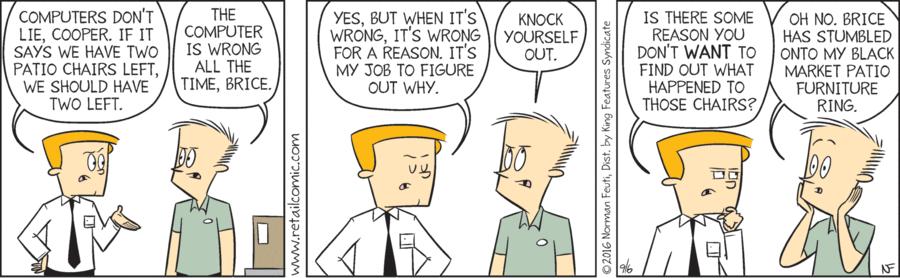 COMPUTERS DON'T
LIE, COOPER. IF IT
SAYS WE HAVE TWO
PATIO CHAIRS LEFT,
WE SHOULD HAVE
TWO LEFT.
THE
COMPUTER
IS WRONG
ALL THE
TIME, BRICE.
www.retailcomic.com
YES, BUT WHEN IT'S
WRONG, IT'S WRONG
FOR A REASON. IT'S
MY JOB TO FIGURE
OUT WHY.
KNOCK
YOURSELF
OUT.
© 2016 Norman Feuti, Dist. by King Features Syndicate
IS THERE SOME
REASON YOU
DON'T WANT TO
FIND OUT WHAT
HAPPENED TO
THOSE CHAIRS?
OH NO. BRICE
HAS STUMBLED
ONTO MY BLACK
MARKET PATIO
FURNITURE
RING.
9/6
NF